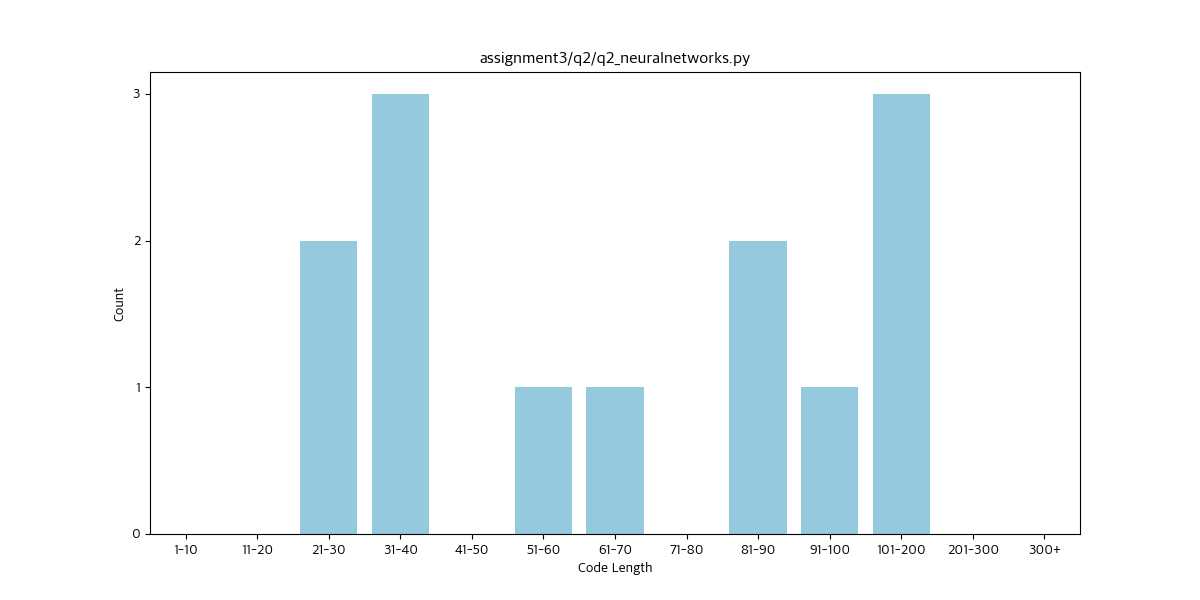 assignment3/q2/q2_neuralnetworks.py
3
2
1
0
Count
1-10 11-20 21-30 31-40 41-50 51-60 61-70 71-80 81-90 91-100 101-200 201-300 300+
Code Length